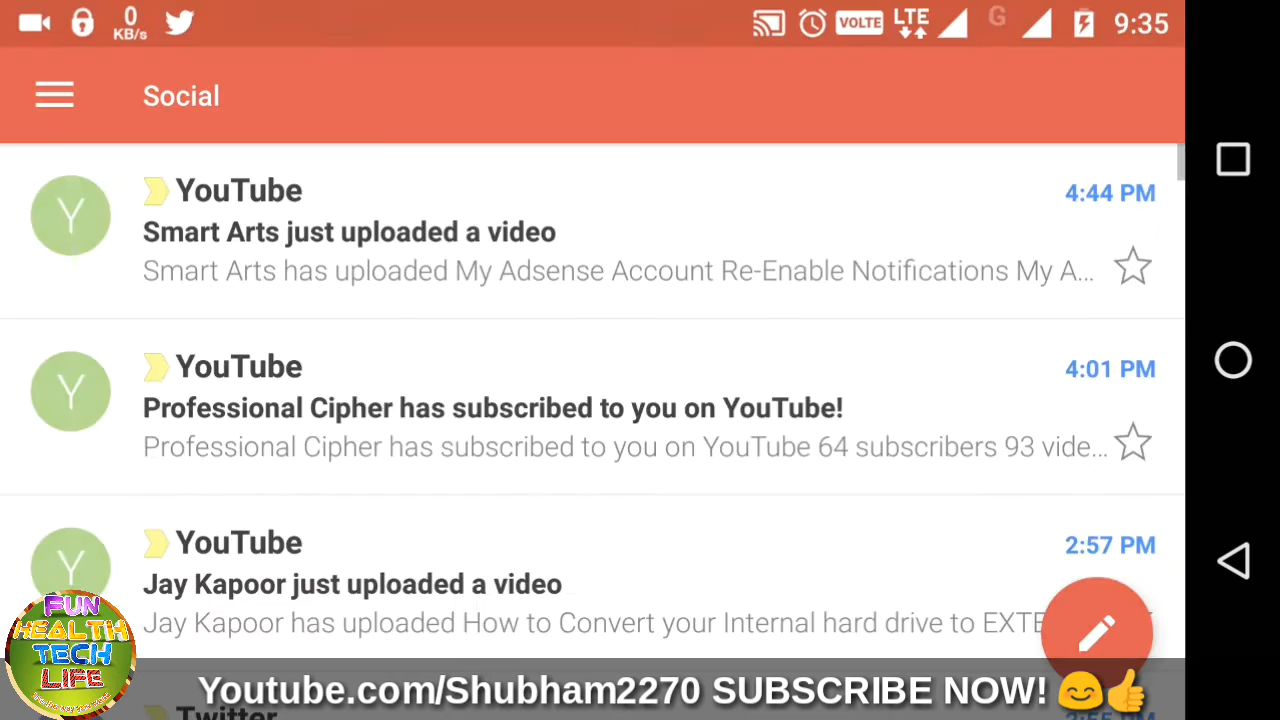 0
KB/s
VOLTE
LTE
G
9:35
Social
Y
YouTube
4:44 PM
Smart Arts just uploaded a video
Smart Arts has uploaded My Adsense Account Re-Enable Notifications My A...
Y
YouTube
4:01 PM
Professional Cipher has subscribed to you on YouTube!
Professional Cipher has subscribed to you on YouTube 64 subscribers 93 vide...
Y
YouTube
2:57 PM
Jay Kapoor just uploaded a video
Jay Kapoor has uploaded How to Convert your Internal hard drive to EXTE
FUN
HEALTH
TECH
LIFE
Youtube.com/Shubham2270 SUBSCRIBE NOW! 😊👍
Twitter